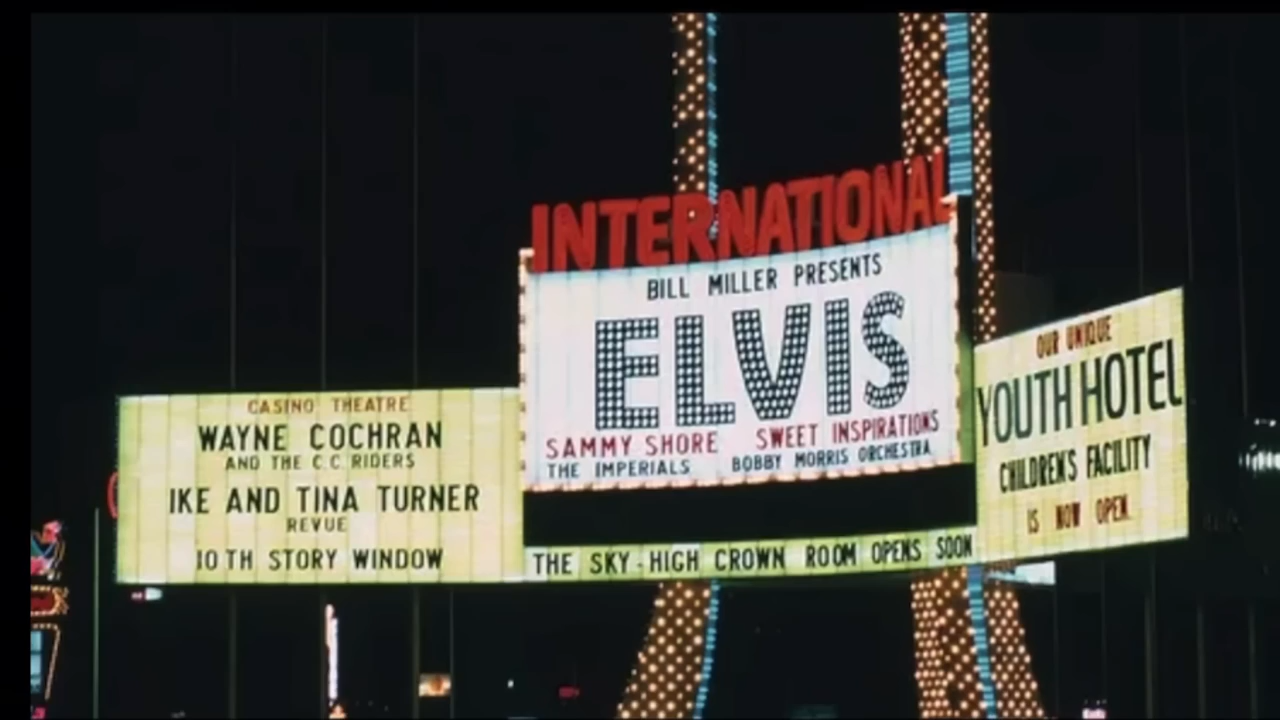 INTERNATIONAL
BILL MILLER PRESENTS
ELVIS
SAMMY SHORE SWEET INSPIRATIONS
THE IMPERIALS BOBBY MORRIS ORCHESTRA
CASINO THEATRE
WAYNE COCHRAN
AND THE C.C. RIDERS
IKE AND TINA TURNER
REVUE
10 TH STORY WINDOW
THE SKY-HIGH CROWN ROOM OPENS SOON
OUR UNIQUE
YOUTH HOTEL
CHILDREN'S FACILITY
IS NOW OPEN